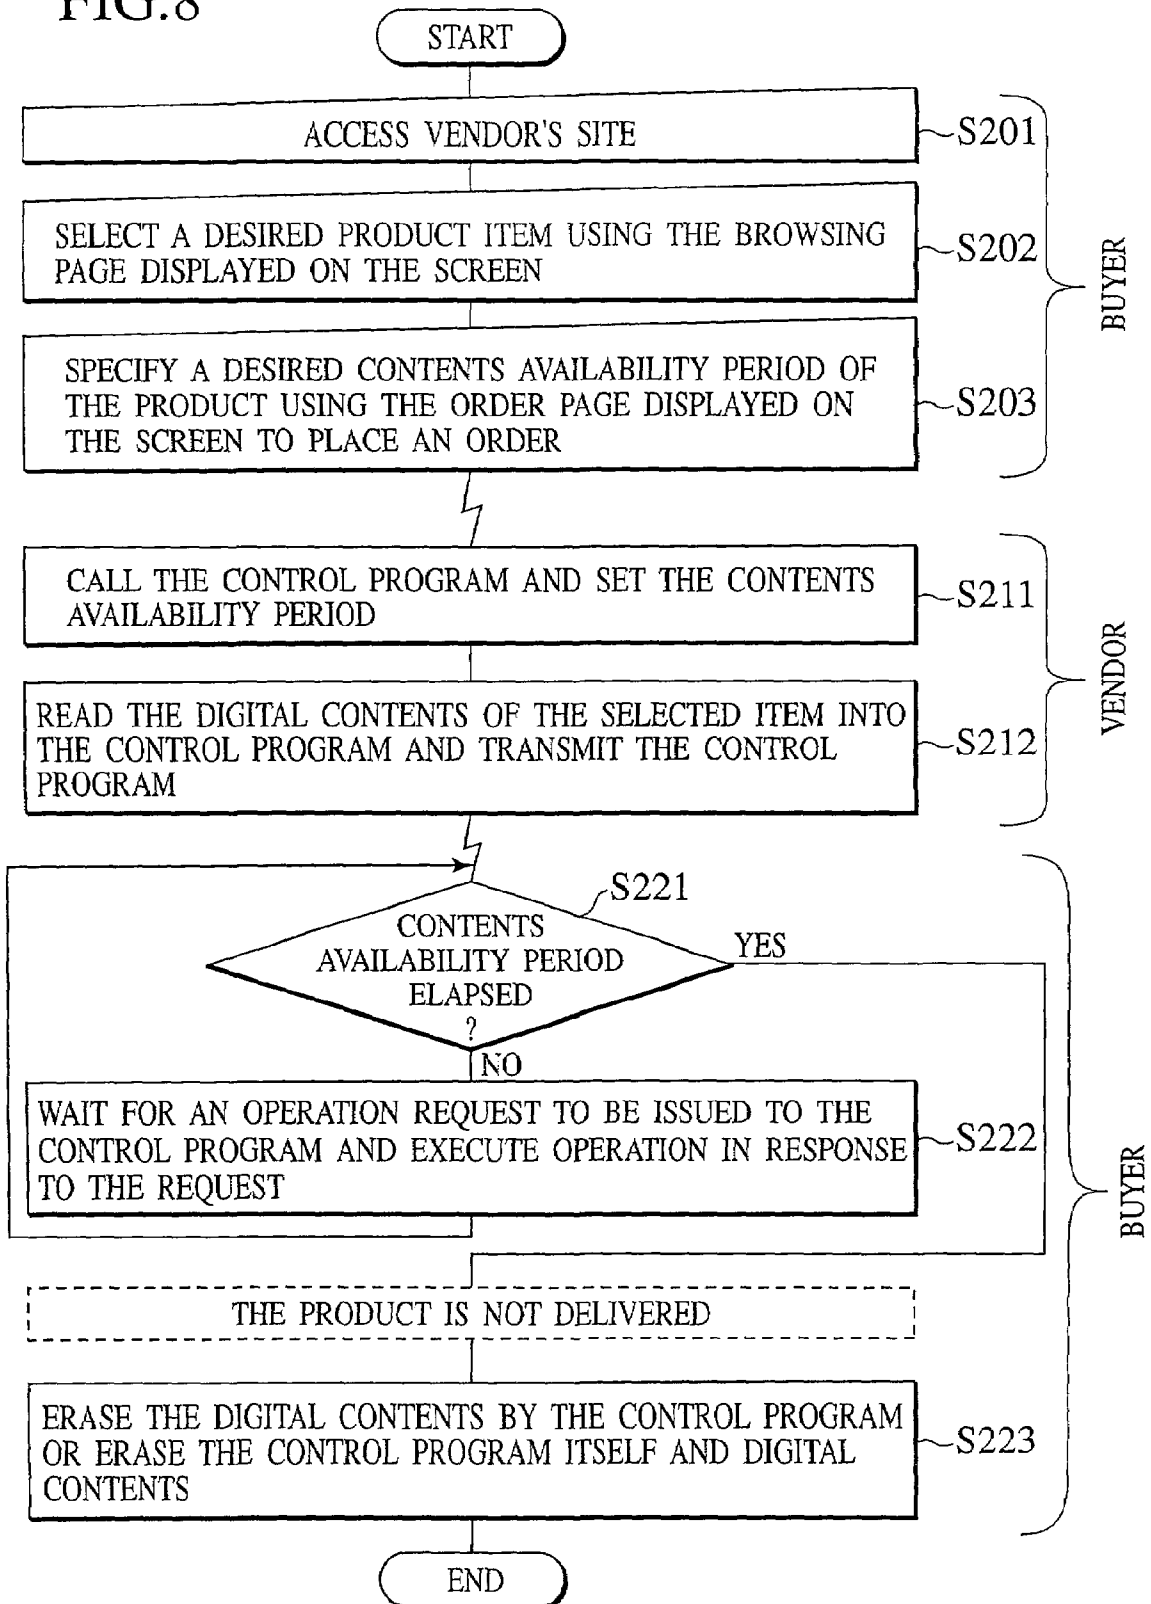 FIG.8
START
ACCESS VENDOR'S SITE
S201
SELECT A DESIRED PRODUCT ITEM USING THE BROWSING
PAGE DISPLAYED ON THE SCREEN
S202
SPECIFY A DESIRED CONTENTS AVAILABILITY PERIOD OF
THE PRODUCT USING THE ORDER PAGE DISPLAYED ON
THE SCREEN TO PLACE AN ORDER
S203
BUYER
CALL THE CONTROL PROGRAM AND SET THE CONTENTS
AVAILABILITY PERIOD
S211
READ THE DIGITAL CONTENTS OF THE SELECTED ITEM INTO
THE CONTROL PROGRAM AND TRANSMIT THE CONTROL
PROGRAM
S212
VENDOR
S221
CONTENTS
AVAILABILITY PERIOD
ELAPSED
?
YES
NO
WAIT FOR AN OPERATION REQUEST TO BE ISSUED TO THE
CONTROL PROGRAM AND EXECUTE OPERATION IN RESPONSE
TO THE REQUEST
S222
THE PRODUCT IS NOT DELIVERED
ERASE THE DIGITAL CONTENTS BY THE CONTROL PROGRAM
OR ERASE THE CONTROL PROGRAM ITSELF AND DIGITAL
CONTENTS
S223
BUYER
END